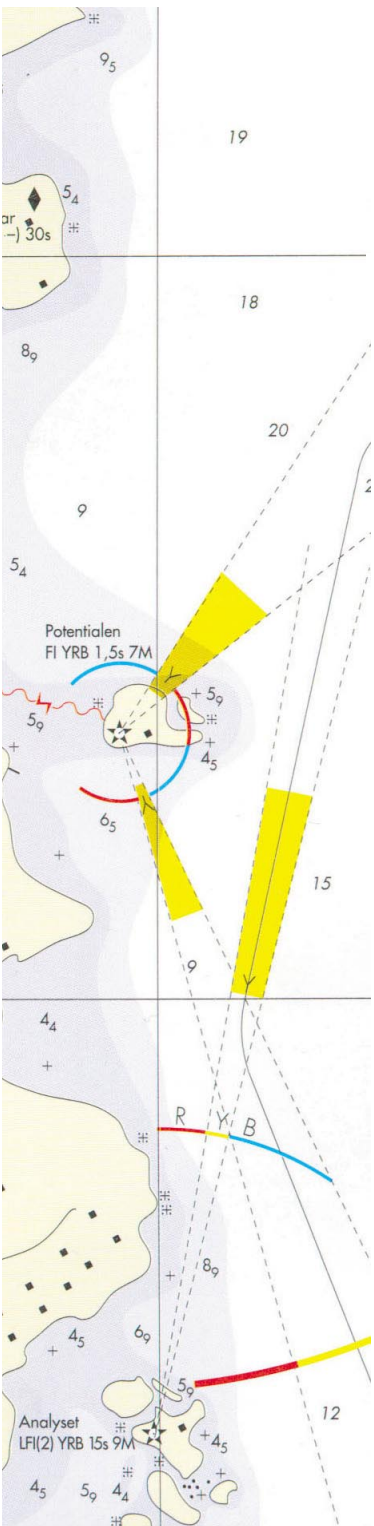 9₅
19
5₄
ar
–) 30s
18
8₉
20
2
9
5₄
Potentialen
Fl YRB 1,5s 7M
Y
5₉
5₉
4₅
Y
6₅
15
9
Y
4₄
R Y B
8₉
6₉
4₅
5₉
12
Analyset
LFl(2) YRB 15s 9M
4₅
4₅
5₉
4₄